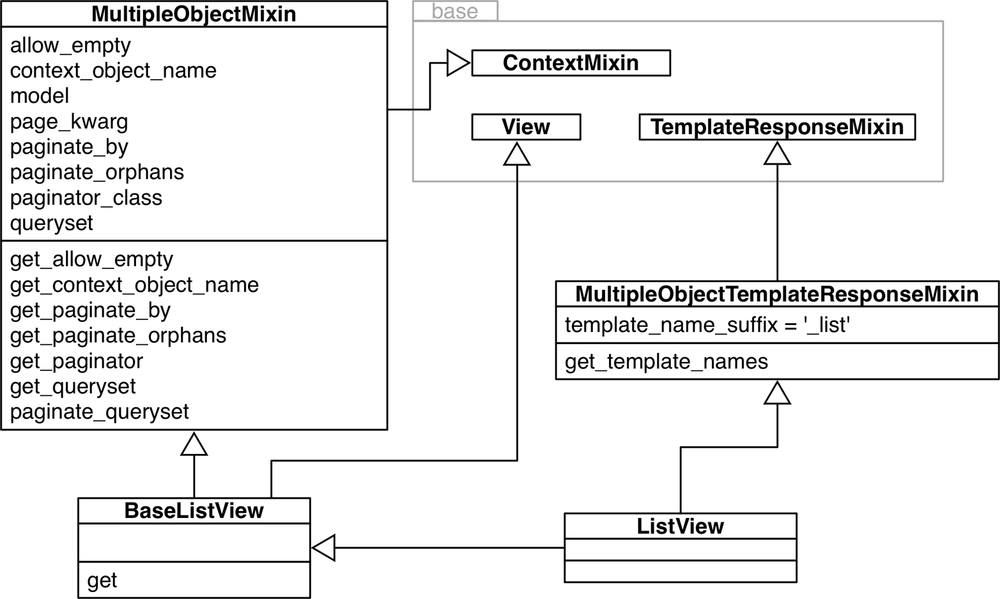 MultipleObjectMixin
allow_empty
context_object_name
model
page_kwarg
paginate_by
paginate_orphans
paginator_class
queryset
get_allow_empty
get_context_object_name
get_paginate_by
get_paginate_orphans
get_paginator
get_queryset
paginate_queryset
base
ContextMixin
View
TemplateResponseMixin
MultipleObjectTemplateResponseMixin
template_name_suffix = '_list'
get_template_names
BaseListView
get
ListView